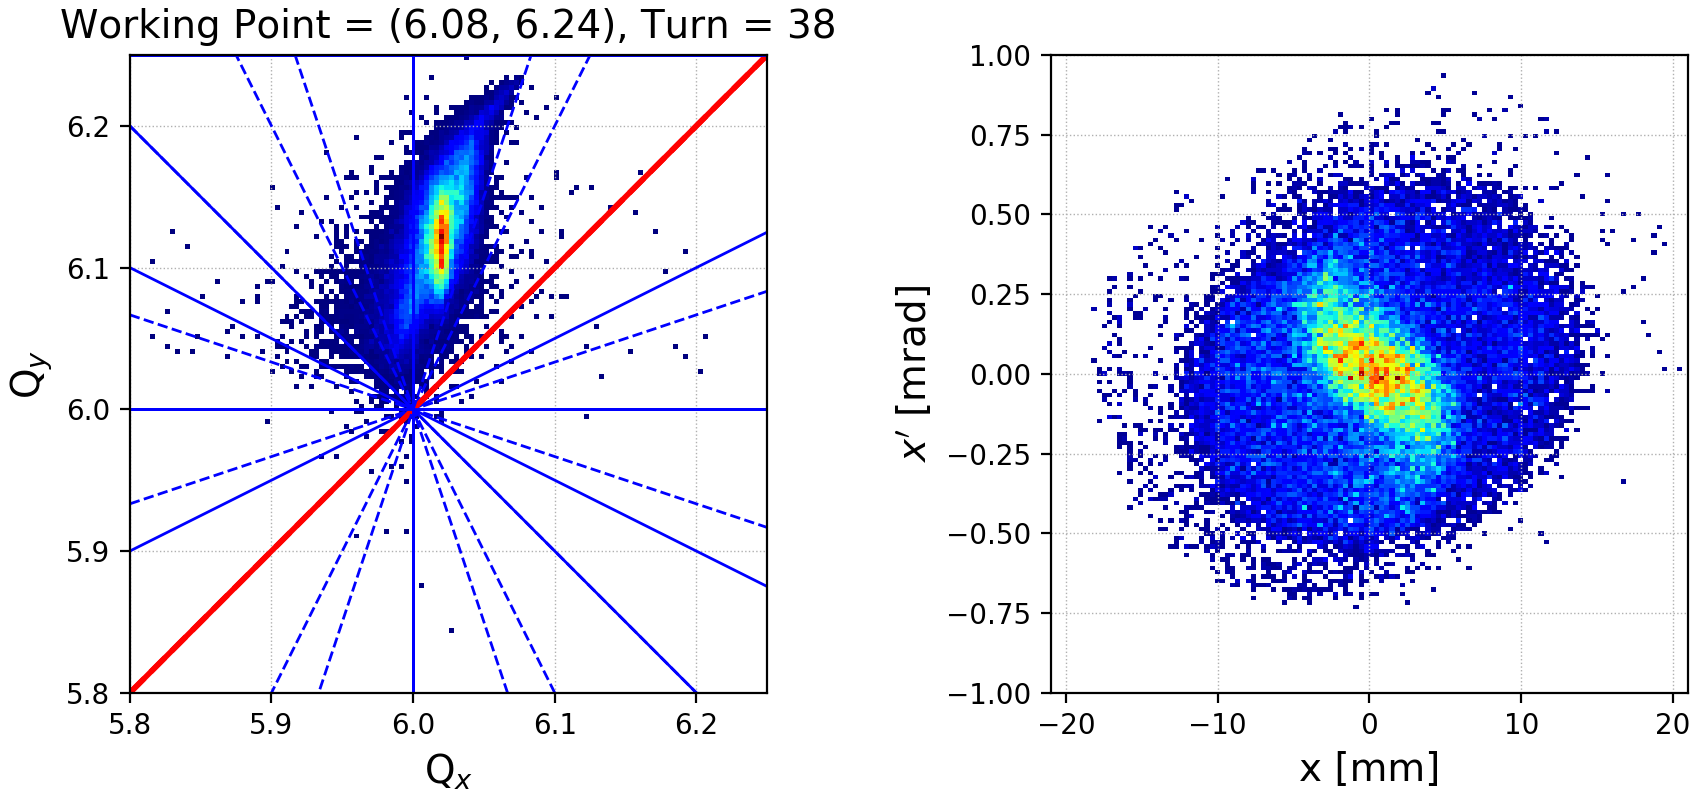 Working Point = (6.08, 6.24), Turn = 38
6.2
6.1
6.0
5.9
5.8
Q_y
5.8 5.9 6.0 6.1 6.2
Q_x
1.00
0.75
0.50
0.25
0.00
−0.25
−0.50
−0.75
−1.00
x′ [mrad]
−20 −10 0 10 20
x [mm]